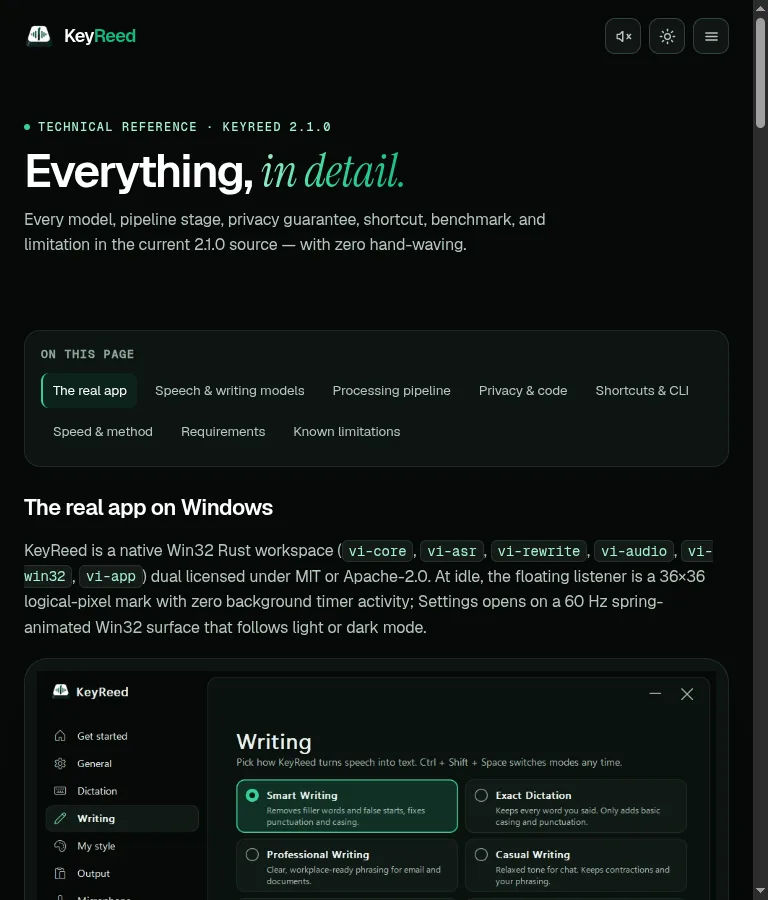 KeyReed
TECHNICAL REFERENCE · KEYREED 2.1.0
Everything, in detail.
Every model, pipeline stage, privacy guarantee, shortcut, benchmark, and
limitation in the current 2.1.0 source — with zero hand-waving.
ON THIS PAGE
The real app
Speech & writing models
Processing pipeline
Privacy & code
Shortcuts & CLI
Speed & method
Requirements
Known limitations
The real app on Windows
KeyReed is a native Win32 Rust workspace (vi-core, vi-asr, vi-rewrite, vi-audio, vi-
win32, vi-app) dual licensed under MIT or Apache-2.0. At idle, the floating listener is a 36×36
logical-pixel mark with zero background timer activity; Settings opens on a 60 Hz spring-
animated Win32 surface that follows light or dark mode.
KeyReed
Get started
General
Dictation
Writing
My style
Output
Microphone
Writing
Pick how KeyReed turns speech into text. Ctrl + Shift + Space switches modes any time.
Smart Writing
Removes filler words and false starts, fixes
punctuation and casing.
Exact Dictation
Keeps every word you said. Only adds basic
casing and punctuation.
Professional Writing
Clear, workplace-ready phrasing for email and
documents.
Casual Writing
Relaxed tone for chat. Keeps contractions and
your phrasing.